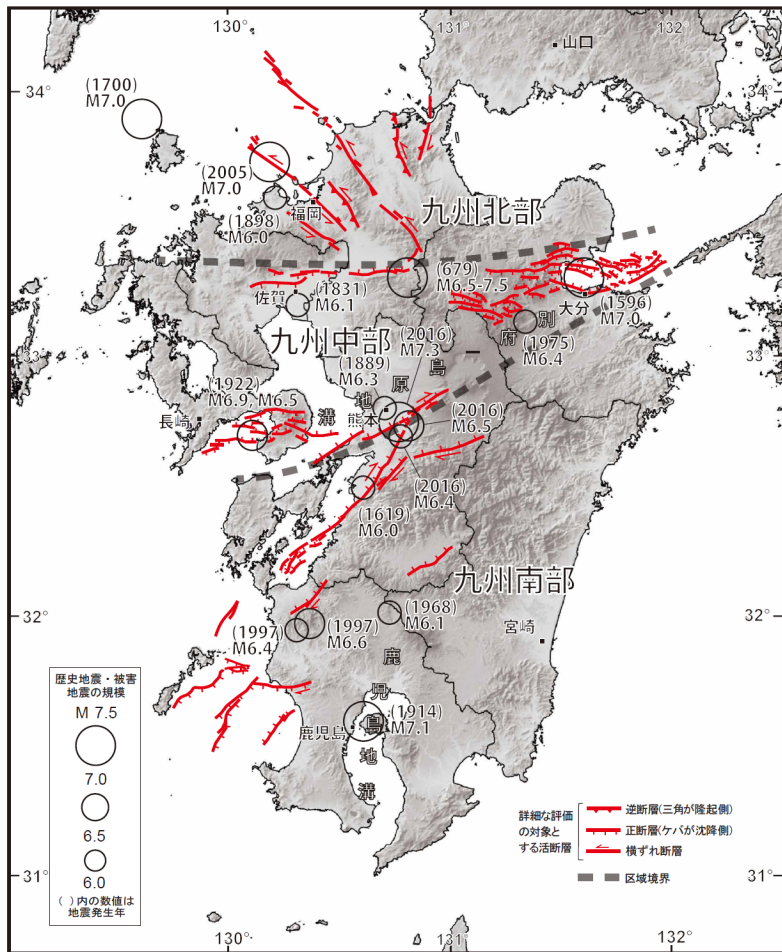 130°
131°
132°
山口
34°
34°
(1700)
M7.0
(2005)
M7.0
福岡
(1898)
M6.0
九州北部
(679)
M6.5-7.5
佐賀
(1831)
M6.1
大分
(1596)
M7.0
別
府
島
原
地
溝
(1975)
M6.4
33°
33°
九州中部
(2016)
M7.3
(1889)
M6.3
(1922)
M6.9, M6.5
長崎
熊本
(2016)
M6.5
(2016)
M6.4
(1619)
M6.0
九州南部
32°
32°
(1968)
M6.1
宮崎
(1997)
M6.6
(1997)
M6.4
鹿
児
島
地
溝
(1914)
M7.1
鹿児島
歴史地震・被害
地震の規模
M 7.5
7.0
6.5
6.0
( )内の数値は
地震発生年
詳細な評価
の対象と
する活断層
逆断層(三角が隆起側)
正断層(ケバが沈降側)
横ずれ断層
区域境界
31°
31°
130°
131°
132°